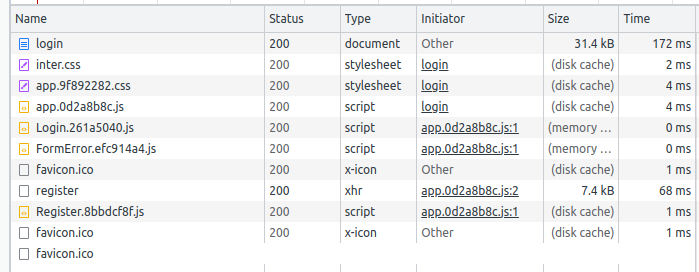 Name Status Type Initiator Size Time
login 200 document Other 31.4 kB 172 ms
inter.css 200 stylesheet login (disk cache) 2 ms
app.9f892282.css 200 stylesheet login (disk cache) 4 ms
app.0d2a8b8c.js 200 script login (disk cache) 4 ms
Login.261a5040.js 200 script app.0d2a8b8c.js:1 (memory ... 0 ms
FormError.efc914a4.js 200 script app.0d2a8b8c.js:1 (memory ... 0 ms
favicon.ico 200 x-icon Other (disk cache) 1 ms
register 200 xhr app.0d2a8b8c.js:2 7.4 kB 68 ms
Register.8bbdcf8f.js 200 script app.0d2a8b8c.js:1 (disk cache) 1 ms
favicon.ico 200 x-icon Other (disk cache) 1 ms
favicon.ico